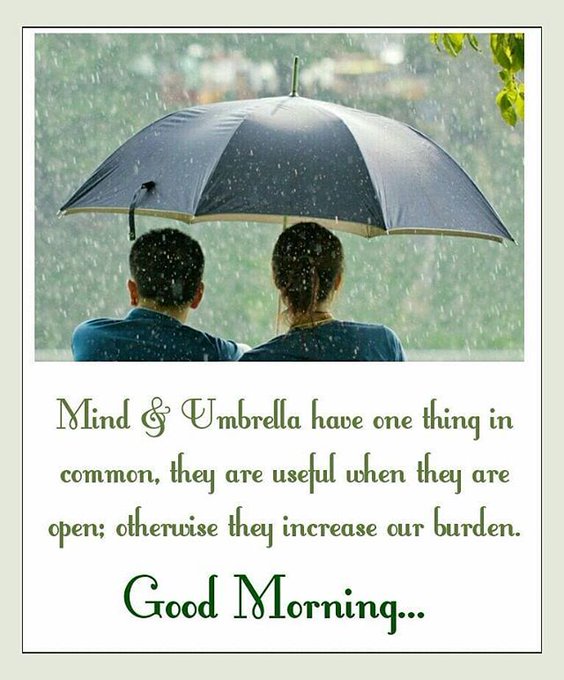 Mind & Umbrella have one thing in
common, they are useful when they are
open; otherwise they increase our burden.
Good Morning...